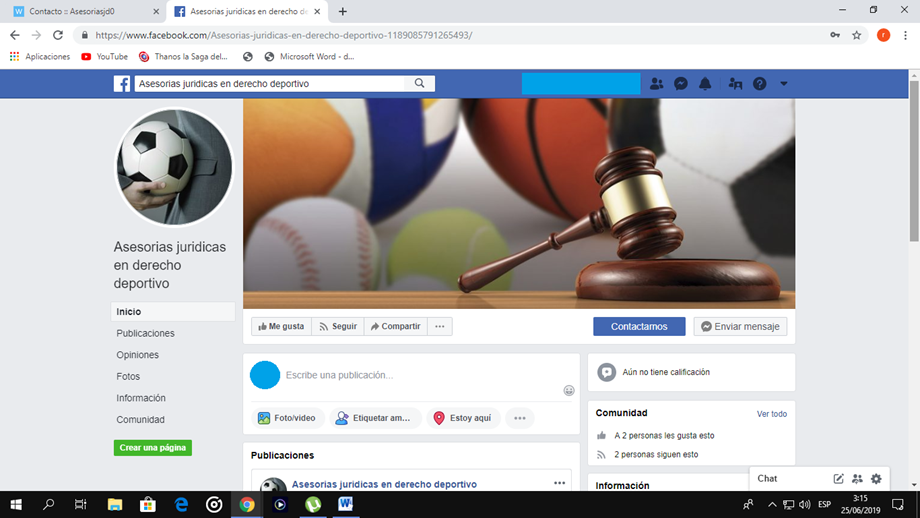 Contacto :: Asesoriasjd0
Asesorias juridicas en derecho de
https://www.facebook.com/Asesorias-juridicas-en-derecho-deportivo-1189085791265493/
r
Aplicaciones
YouTube
Thanos la Saga del...
Microsoft Word - d...
Asesorias juridicas en derecho deportivo
Asesorias juridicas
en derecho
deportivo
Inicio
Publicaciones
Opiniones
Fotos
Información
Comunidad
Crear una página
Me gusta
Seguir
Compartir
Contactarnos
Enviar mensaje
Escribe una publicación...
Foto/video
Etiquetar am...
Estoy aquí
Publicaciones
Asesorias juridicas en derecho deportivo
Aún no tiene calificación
Comunidad
Ver todo
A 2 personas les gusta esto
2 personas siguen esto
Información
Chat
ESP
3:15
25/06/2019